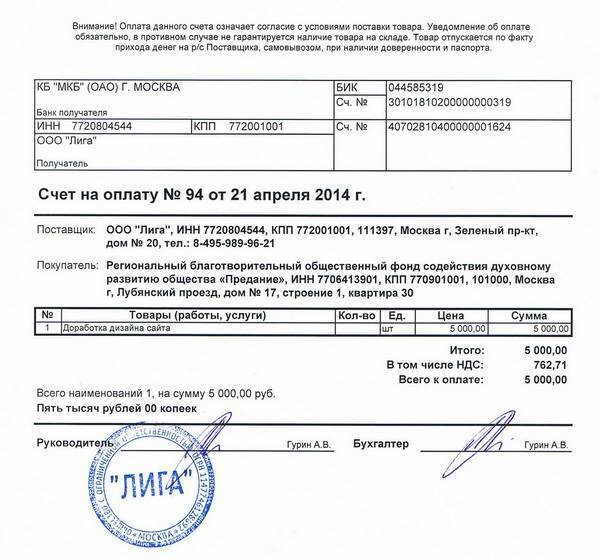 Внимание! Оплата данного счета означает согласие с условиями поставки товара. Уведомление об оплате
обязательно, в противном случае не гарантируется наличие товара на складе. Товар отпускается по факту
прихода денег на р/с Поставщика, самовывозом, при наличии доверенности и паспорта.
КБ "МКБ" (ОАО) Г. МОСКВА БИК 044585319
Сч. № 30101810200000000319
Банк получателя
ИНН 7720804544 КПП 772001001 Сч. № 40702810400000001624
ООО "Лига"
Получатель
Счет на оплату № 94 от 21 апреля 2014 г.
Поставщик: ООО "Лига", ИНН 7720804544, КПП 772001001, 111397, Москва г, Зеленый пр-кт,
дом № 20, тел.: 8-495-989-96-21
Покупатель: Региональный благотворительный общественный фонд содействия духовному
развитию общества «Предание», ИНН 7706413901, КПП 770901001, 101000, Москва
г, Лубянский проезд, дом № 17, строение 1, квартира 30
№ Товары (работы, услуги) Кол-во Ед. Цена Сумма
1 Доработка дизайна сайта шт 5 000,00 5 000,00
Итого: 5 000,00
В том числе НДС: 762,71
Всего к оплате: 5 000,00
Всего наименований 1, на сумму 5 000,00 руб.
Пять тысяч рублей 00 копеек
Руководитель Гурин А.В. Бухгалтер Гурин А.В.
"ЛИГА"
МОСКВА